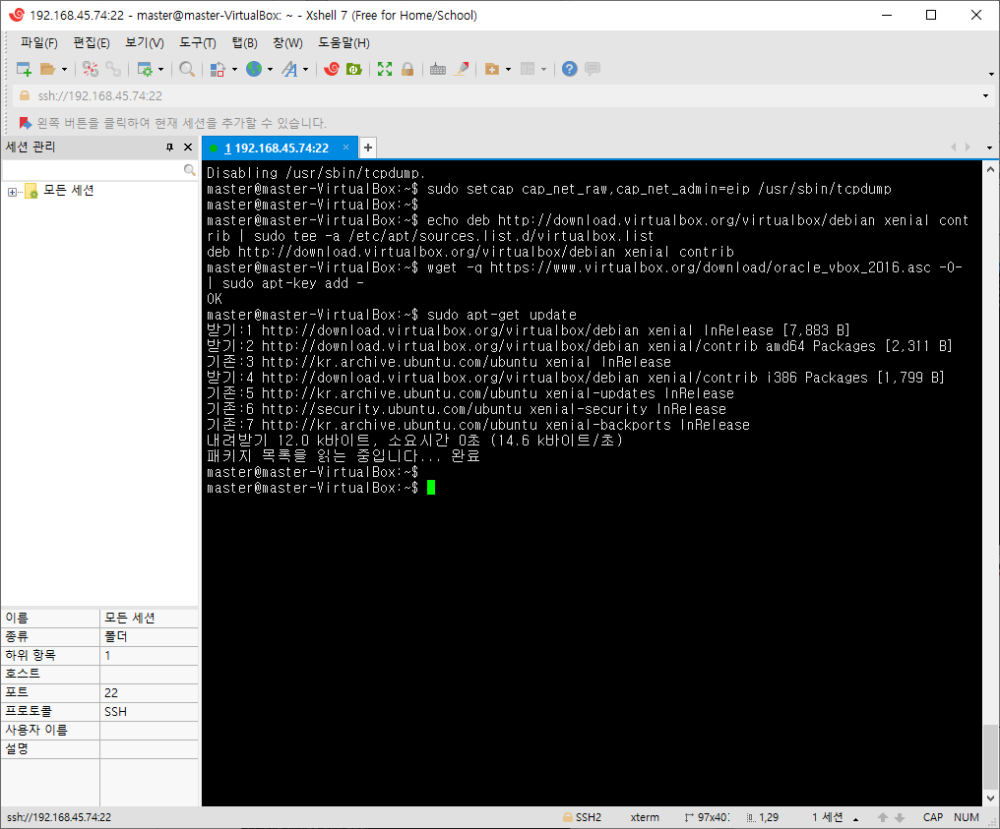 192.168.45.74:22 - master@master-VirtualBox: ~ - Xshell 7 (Free for Home/School)
파일(F) 편집(E) 보기(V) 도구(T) 탭(B) 창(W) 도움말(H)
ssh://192.168.45.74:22
왼쪽 버튼을 클릭하여 현재 세션을 추가할 수 있습니다.
세션 관리
1 192.168.45.74:22
모든 세션
Disabling /usr/sbin/tcpdump.
master@master-VirtualBox:~$ sudo setcap cap_net_raw,cap_net_admin=eip /usr/sbin/tcpdump
master@master-VirtualBox:~$
master@master-VirtualBox:~$ echo deb http://download.virtualbox.org/virtualbox/debian xenial cont
rib | sudo tee -a /etc/apt/sources.list.d/virtualbox.list
deb http://download.virtualbox.org/virtualbox/debian xenial contrib
master@master-VirtualBox:~$ wget -q https://www.virtualbox.org/download/oracle_vbox_2016.asc -O-
| sudo apt-key add -
OK
master@master-VirtualBox:~$ sudo apt-get update
받기:1 http://download.virtualbox.org/virtualbox/debian xenial InRelease [7,883 B]
받기:2 http://download.virtualbox.org/virtualbox/debian xenial/contrib amd64 Packages [2,311 B]
기존:3 http://kr.archive.ubuntu.com/ubuntu xenial InRelease
받기:4 http://download.virtualbox.org/virtualbox/debian xenial/contrib i386 Packages [1,799 B]
기존:5 http://kr.archive.ubuntu.com/ubuntu xenial-updates InRelease
기존:6 http://security.ubuntu.com/ubuntu xenial-security InRelease
기존:7 http://kr.archive.ubuntu.com/ubuntu xenial-backports InRelease
내려받기 12.0 k바이트, 소요시간 0초 (14.6 k바이트/초)
패키지 목록을 읽는 중입니다... 완료
master@master-VirtualBox:~$
master@master-VirtualBox:~$
이름 모든 세션
종류 폴더
하위 항목 1
호스트
포트 22
프로토콜 SSH
사용자 이름
설명
ssh://192.168.45.74:22 SSH2 xterm 97x40 1,29 1 세션 CAP NUM